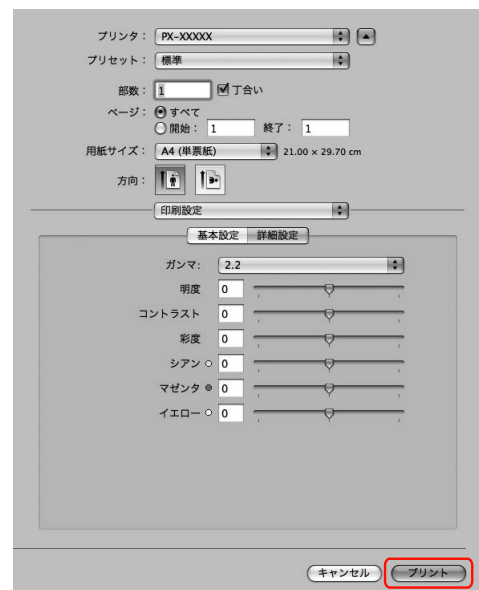 プリンタ： PX-XXXXX
プリセット： 標準
部数： 1 丁合い
ページ： すべて
開始： 1 終了： 1
用紙サイズ： A4 (単票紙) 21.00 × 29.70 cm
方向：
印刷設定
基本設定 詳細設定
ガンマ： 2.2
明度 0
コントラスト 0
彩度 0
シアン 0
マゼンタ 0
イエロー 0
キャンセル プリント